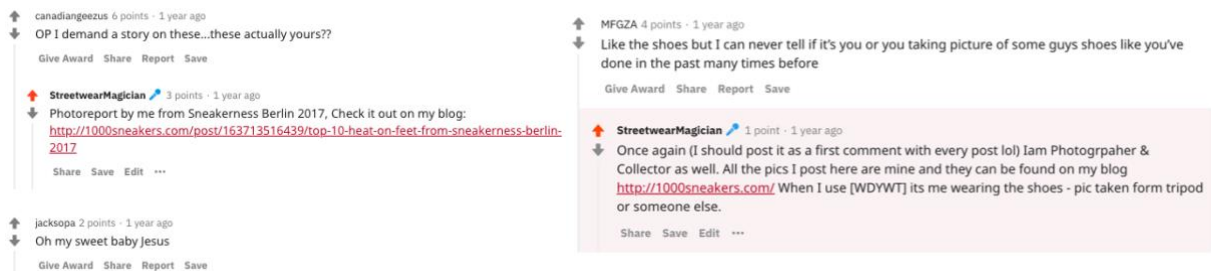 canadiangeezus 6 points · 1 year ago
OP I demand a story on these...these actually yours??
Give Award Share Report Save
StreetwearMagician 3 points · 1 year ago
Photoreport by me from Sneakerness Berlin 2017, Check it out on my blog:
http://1000sneakers.com/post/163713516439/top-10-heat-on-feet-from-sneakerness-berlin-
2017
Share Save Edit •••
jacksopa 2 points · 1 year ago
Oh my sweet baby Jesus
Give Award Share Report Save
MFGZA 4 points · 1 year ago
Like the shoes but I can never tell if it's you or you taking picture of some guys shoes like you've
done in the past many times before
Give Award Share Report Save
StreetwearMagician 1 point · 1 year ago
Once again (I should post it as a first comment with every post lol) Iam Photogrpaher &
Collector as well. All the pics I post here are mine and they can be found on my blog
http://1000sneakers.com/ When I use [WDYWT] its me wearing the shoes - pic taken form tripod
or someone else.
Share Save Edit •••